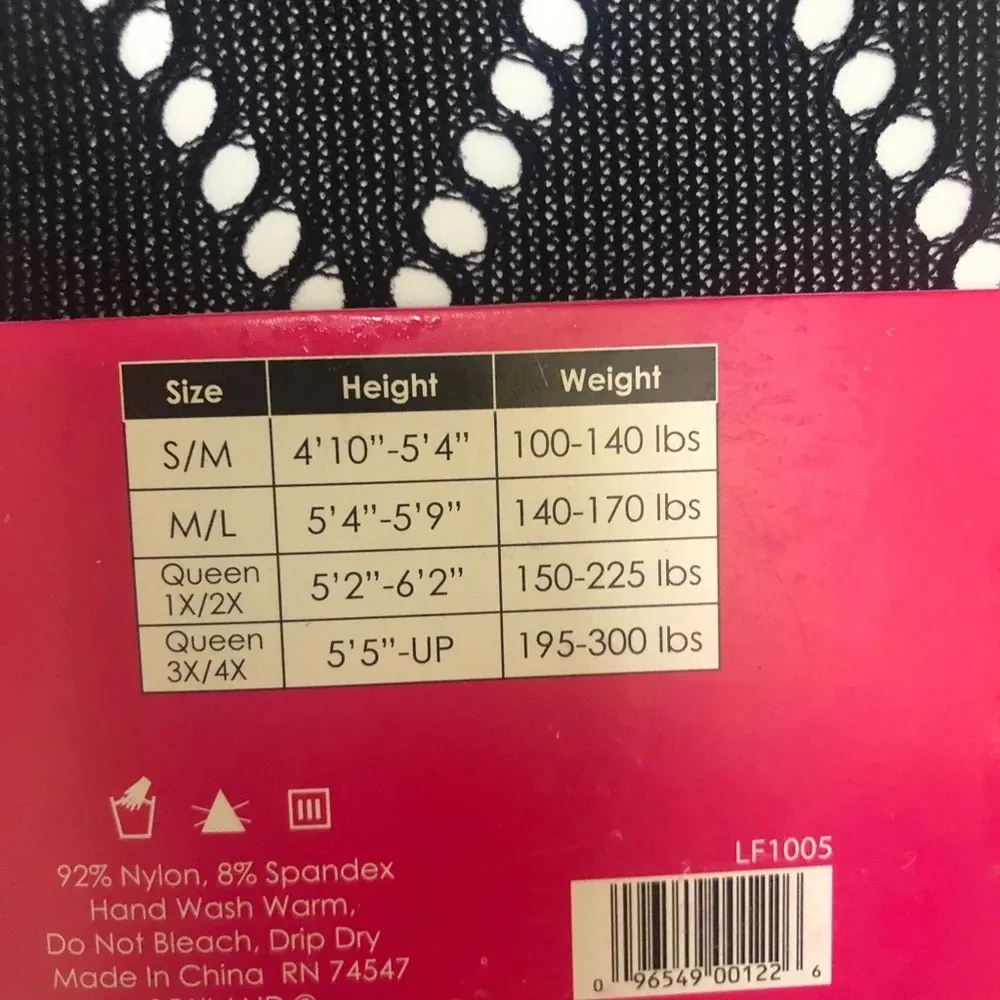 Size Height Weight
S/M 4'10"-5'4" 100-140 lbs
M/L 5'4"-5'9" 140-170 lbs
Queen
1X/2X 5'2"-6'2" 150-225 lbs
Queen
3X/4X 5'5"-UP 195-300 lbs
92% Nylon, 8% Spandex
Hand Wash Warm,
Do Not Bleach, Drip Dry
Made In China RN 74547
LF1005
0 96549 00122 6